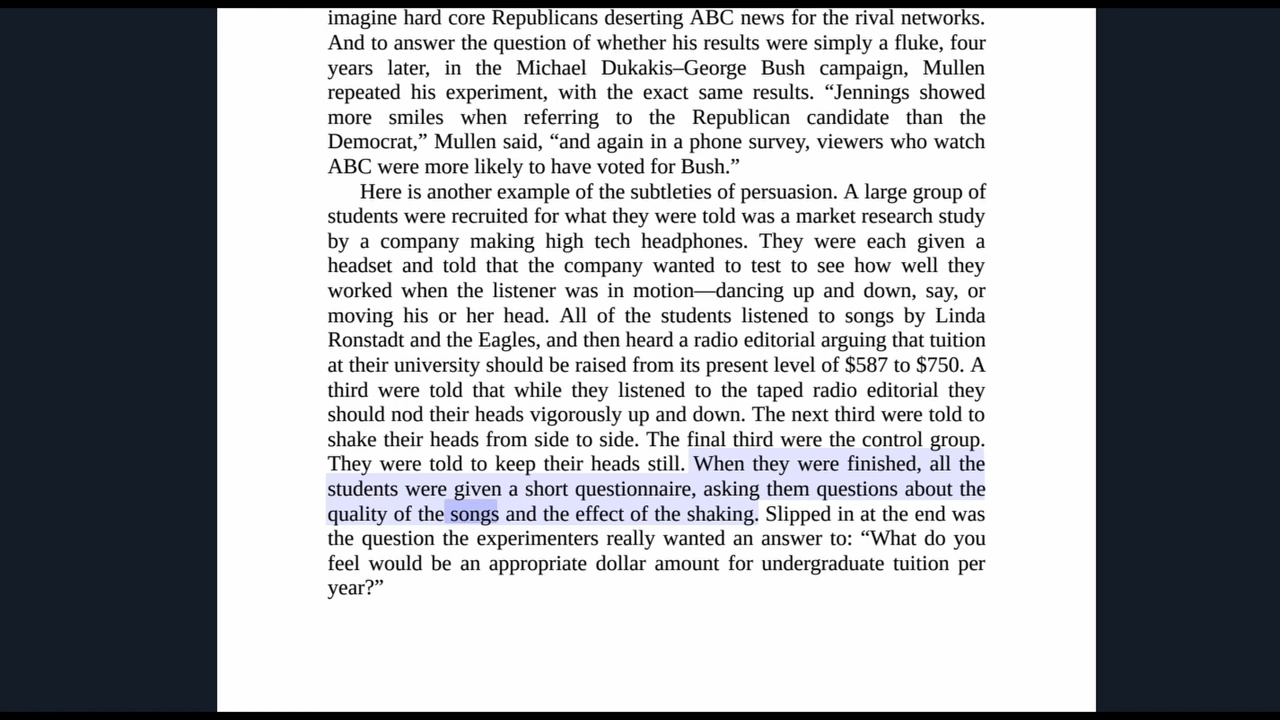 imagine hard core Republicans deserting ABC news for the rival networks.
And to answer the question of whether his results were simply a fluke, four
years later, in the Michael Dukakis–George Bush campaign, Mullen
repeated his experiment, with the exact same results. “Jennings showed
more smiles when referring to the Republican candidate than the
Democrat,” Mullen said, “and again in a phone survey, viewers who watch
ABC were more likely to have voted for Bush.”
Here is another example of the subtleties of persuasion. A large group of
students were recruited for what they were told was a market research study
by a company making high tech headphones. They were each given a
headset and told that the company wanted to test to see how well they
worked when the listener was in motion—dancing up and down, say, or
moving his or her head. All of the students listened to songs by Linda
Ronstadt and the Eagles, and then heard a radio editorial arguing that tuition
at their university should be raised from its present level of $587 to $750. A
third were told that while they listened to the taped radio editorial they
should nod their heads vigorously up and down. The next third were told to
shake their heads from side to side. The final third were the control group.
They were told to keep their heads still. When they were finished, all the
students were given a short questionnaire, asking them questions about the
quality of the songs and the effect of the shaking. Slipped in at the end was
the question the experimenters really wanted an answer to: “What do you
feel would be an appropriate dollar amount for undergraduate tuition per
year?”